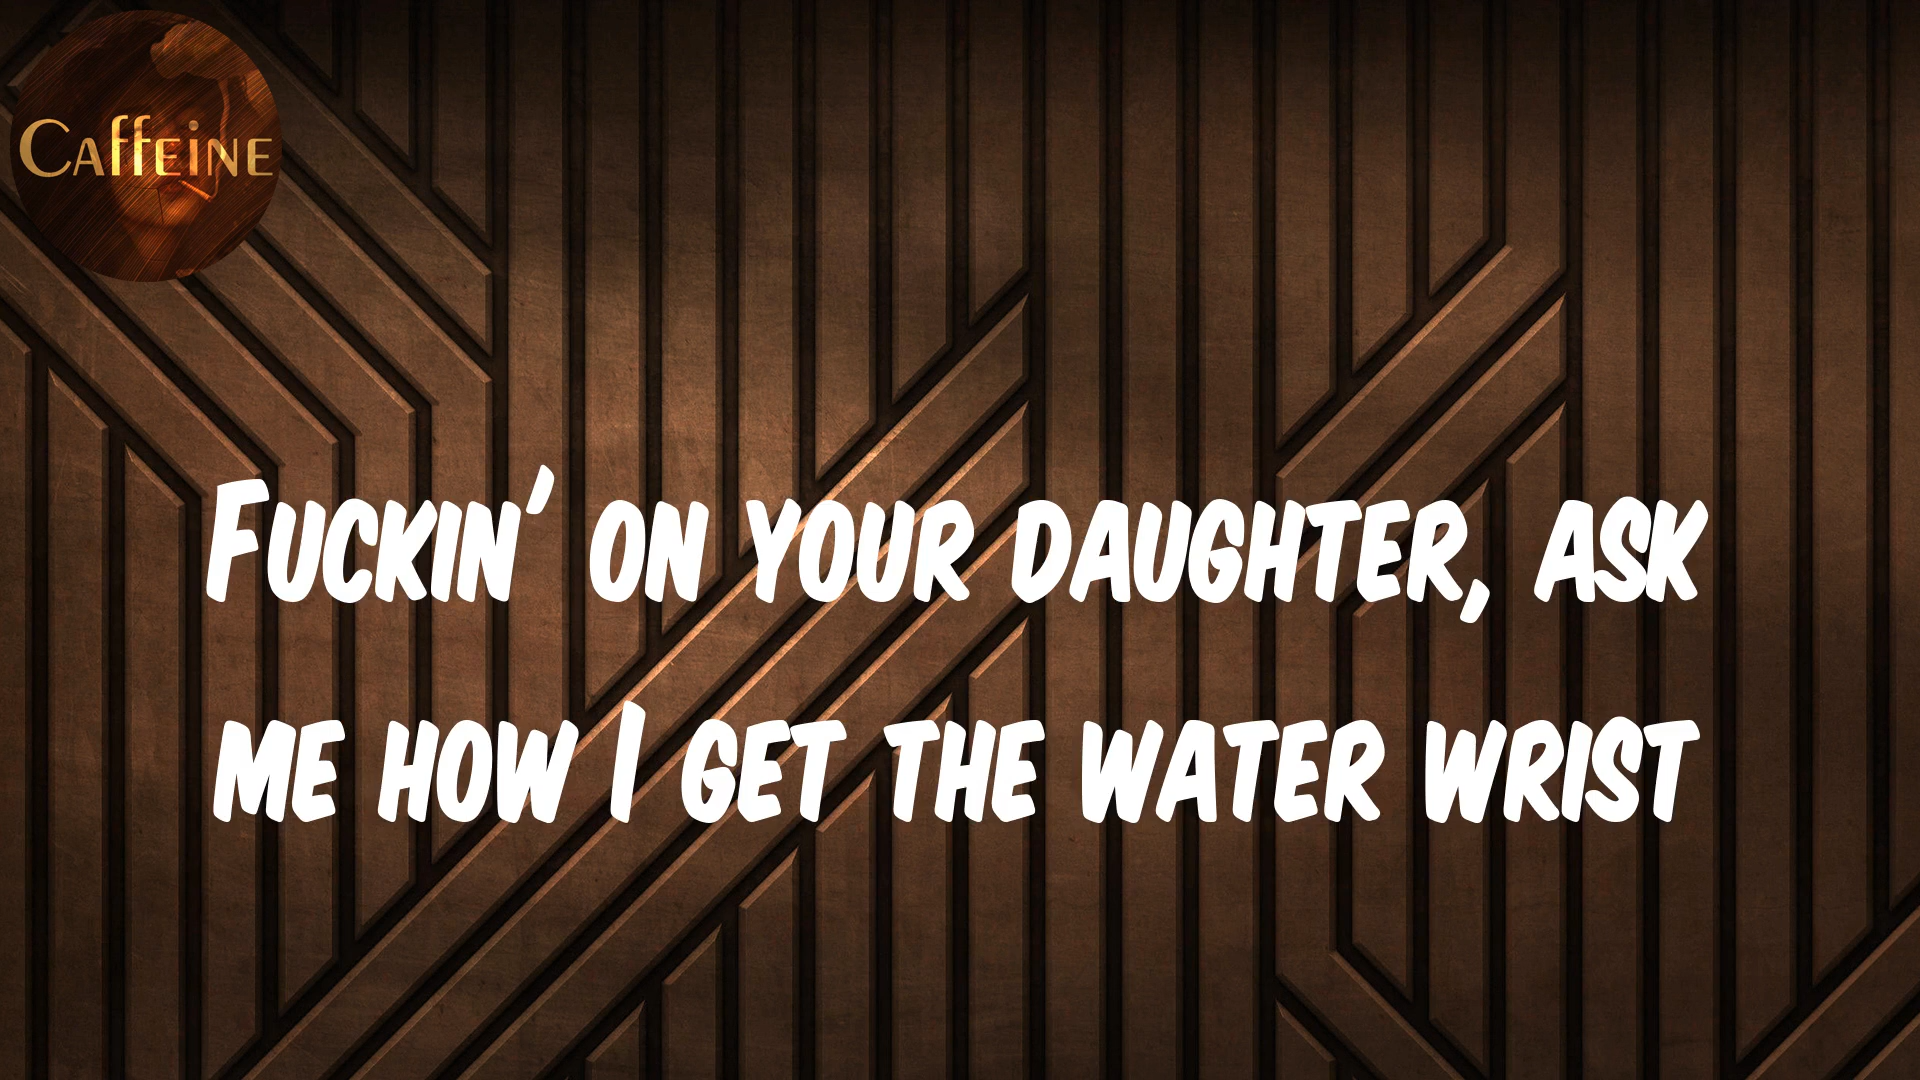 Caffeine
Fuckin' on your daughter, ask
me how I get the water wrist